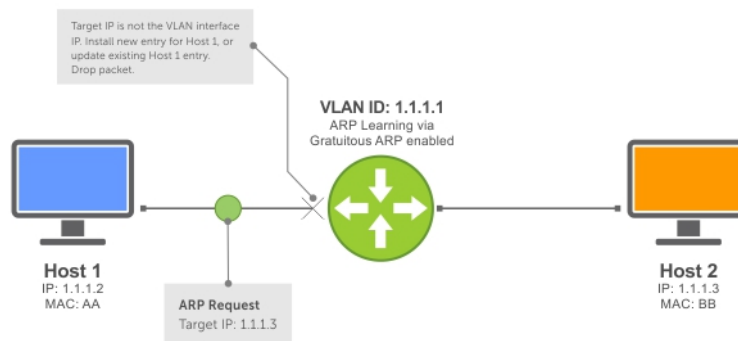 Target IP is not the VLAN interface
IP. Install new entry for Host 1, or
update existing Host 1 entry.
Drop packet.
VLAN ID: 1.1.1.1
ARP Learning via
Gratuitous ARP enabled
Host 1
IP: 1.1.1.2
MAC: AA
ARP Request
Target IP: 1.1.1.3
Host 2
IP: 1.1.1.3
MAC: BB